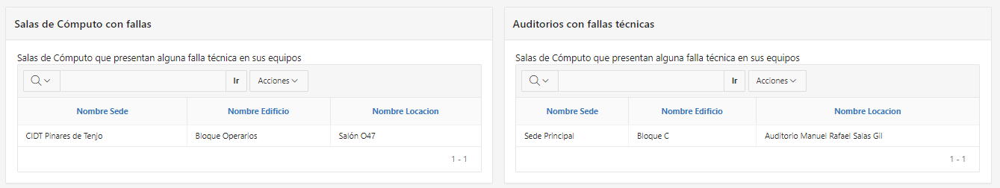 Salas de Cómputo con fallas
Salas de Cómputo que presentan alguna falla técnica en sus equipos
Ir Acciones
Nombre Sede Nombre Edificio Nombre Locacion
CIDT Pinares de Tenjo Bloque Operarios Salón O47
1 - 1
Auditorios con fallas técnicas
Salas de Cómputo que presentan alguna falla técnica en sus equipos
Ir Acciones
Nombre Sede Nombre Edificio Nombre Locacion
Sede Principal Bloque C Auditorio Manuel Rafael Salas Gil
1 - 1